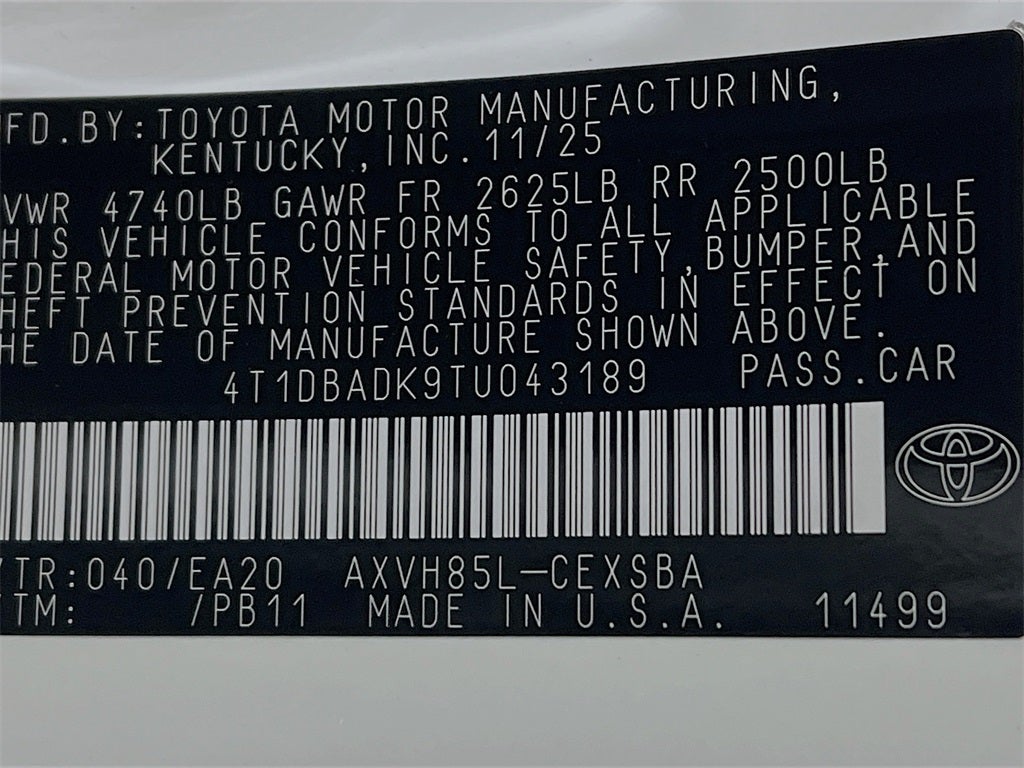 MFD.BY:TOYOTA MOTOR MANUFACTURING,
KENTUCKY,INC.11/25
VWR 4740LB GAWR FR 2625LB RR 2500LB
HIS VEHICLE CONFORMS TO ALL APPLICABLE
EDERAL MOTOR VEHICLE SAFETY,BUMPER,AND
HEFT PREVENTION STANDARDS IN EFFECT ON
HE DATE OF MANUFACTURE SHOWN ABOVE.
4T1DBADK9TU043189 PASS.CAR
/TR:040/EA20 AXVH85L-CEXSBA
/TM: /PB11 MADE IN U.S.A. 11499